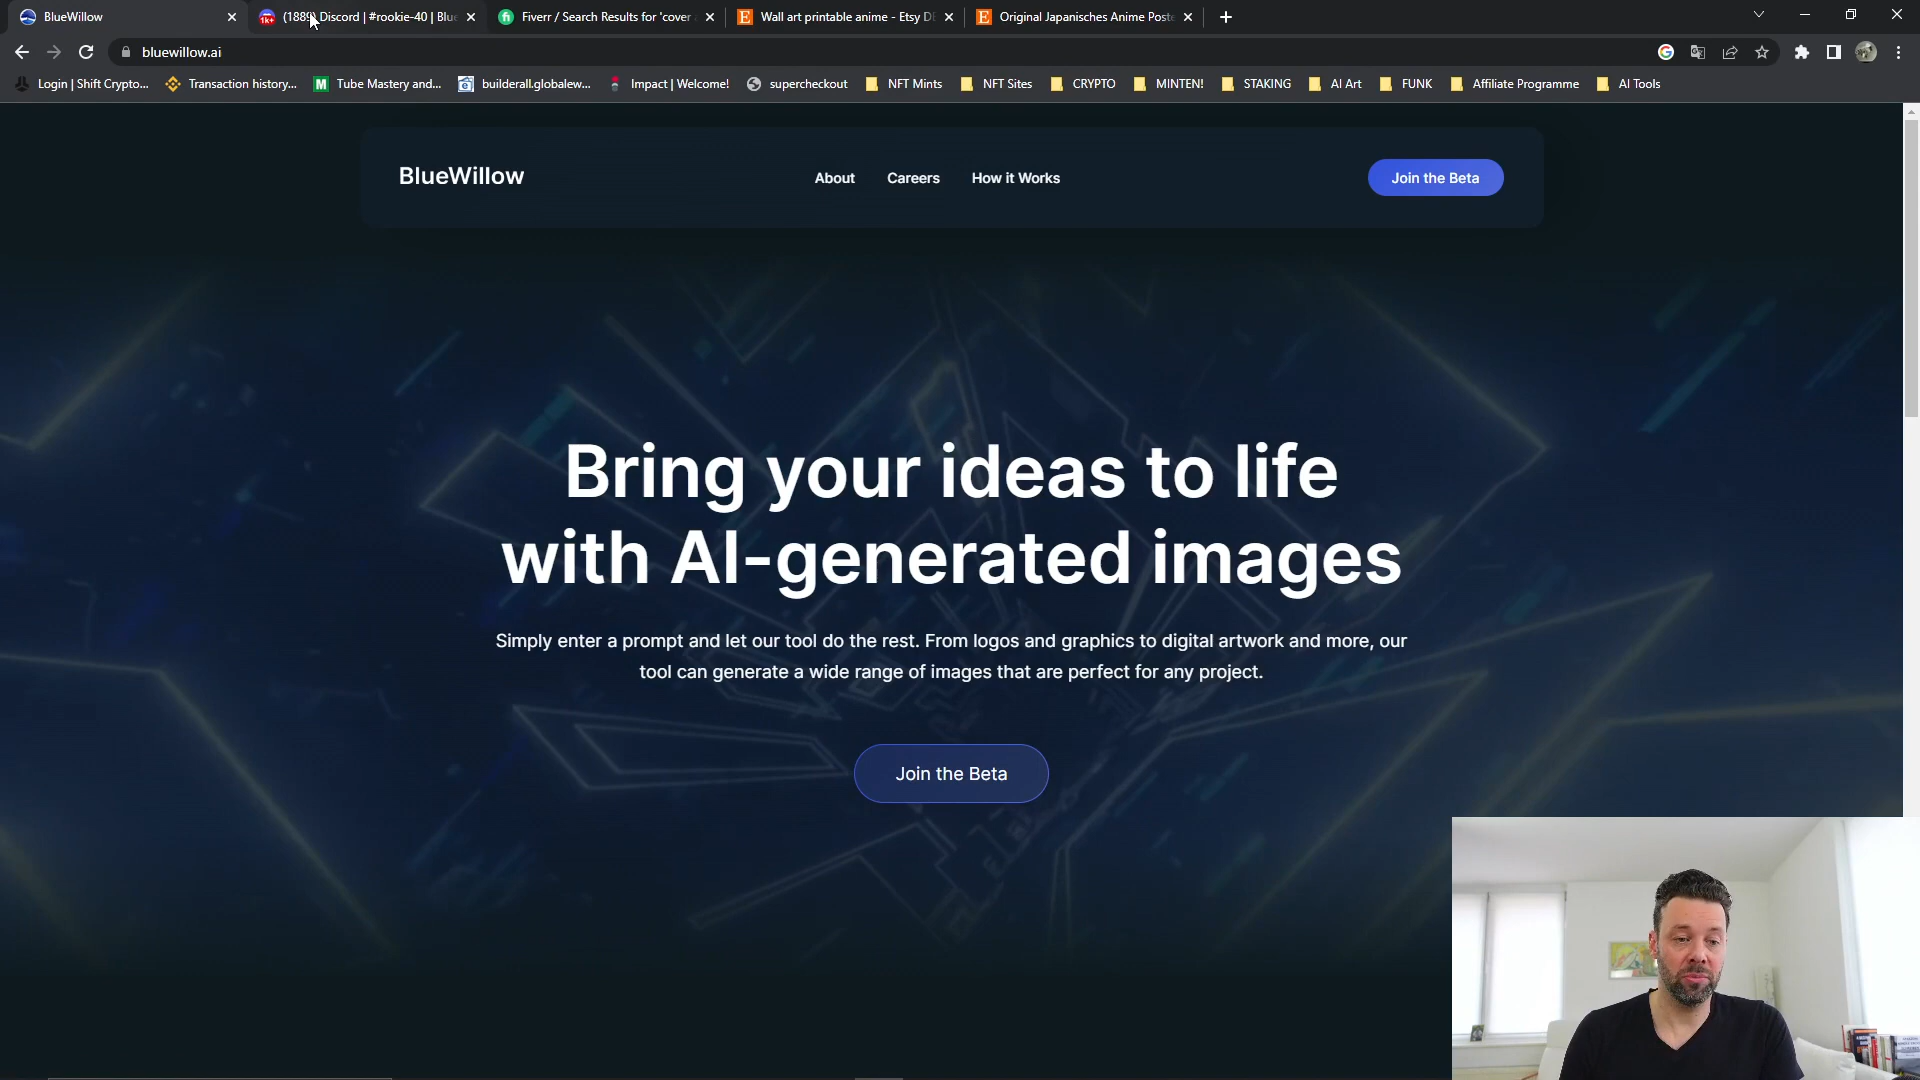 BlueWillow
(1889) Discord | #rookie-40 | Blue
Fiverr / Search Results for 'cover a
Wall art printable anime - Etsy DE
Original Japanisches Anime Poste
bluewillow.ai
Login | Shift Crypto...
Transaction history...
Tube Mastery and...
builderall.globalew...
Impact | Welcome!
supercheckout
NFT Mints
NFT Sites
CRYPTO
MINTEN!
STAKING
AI Art
FUNK
Affiliate Programme
AI Tools
BlueWillow
About
Careers
How it Works
Join the Beta
Bring your ideas to life
with AI-generated images
Simply enter a prompt and let our tool do the rest. From logos and graphics to digital artwork and more, our
tool can generate a wide range of images that are perfect for any project.
Join the Beta